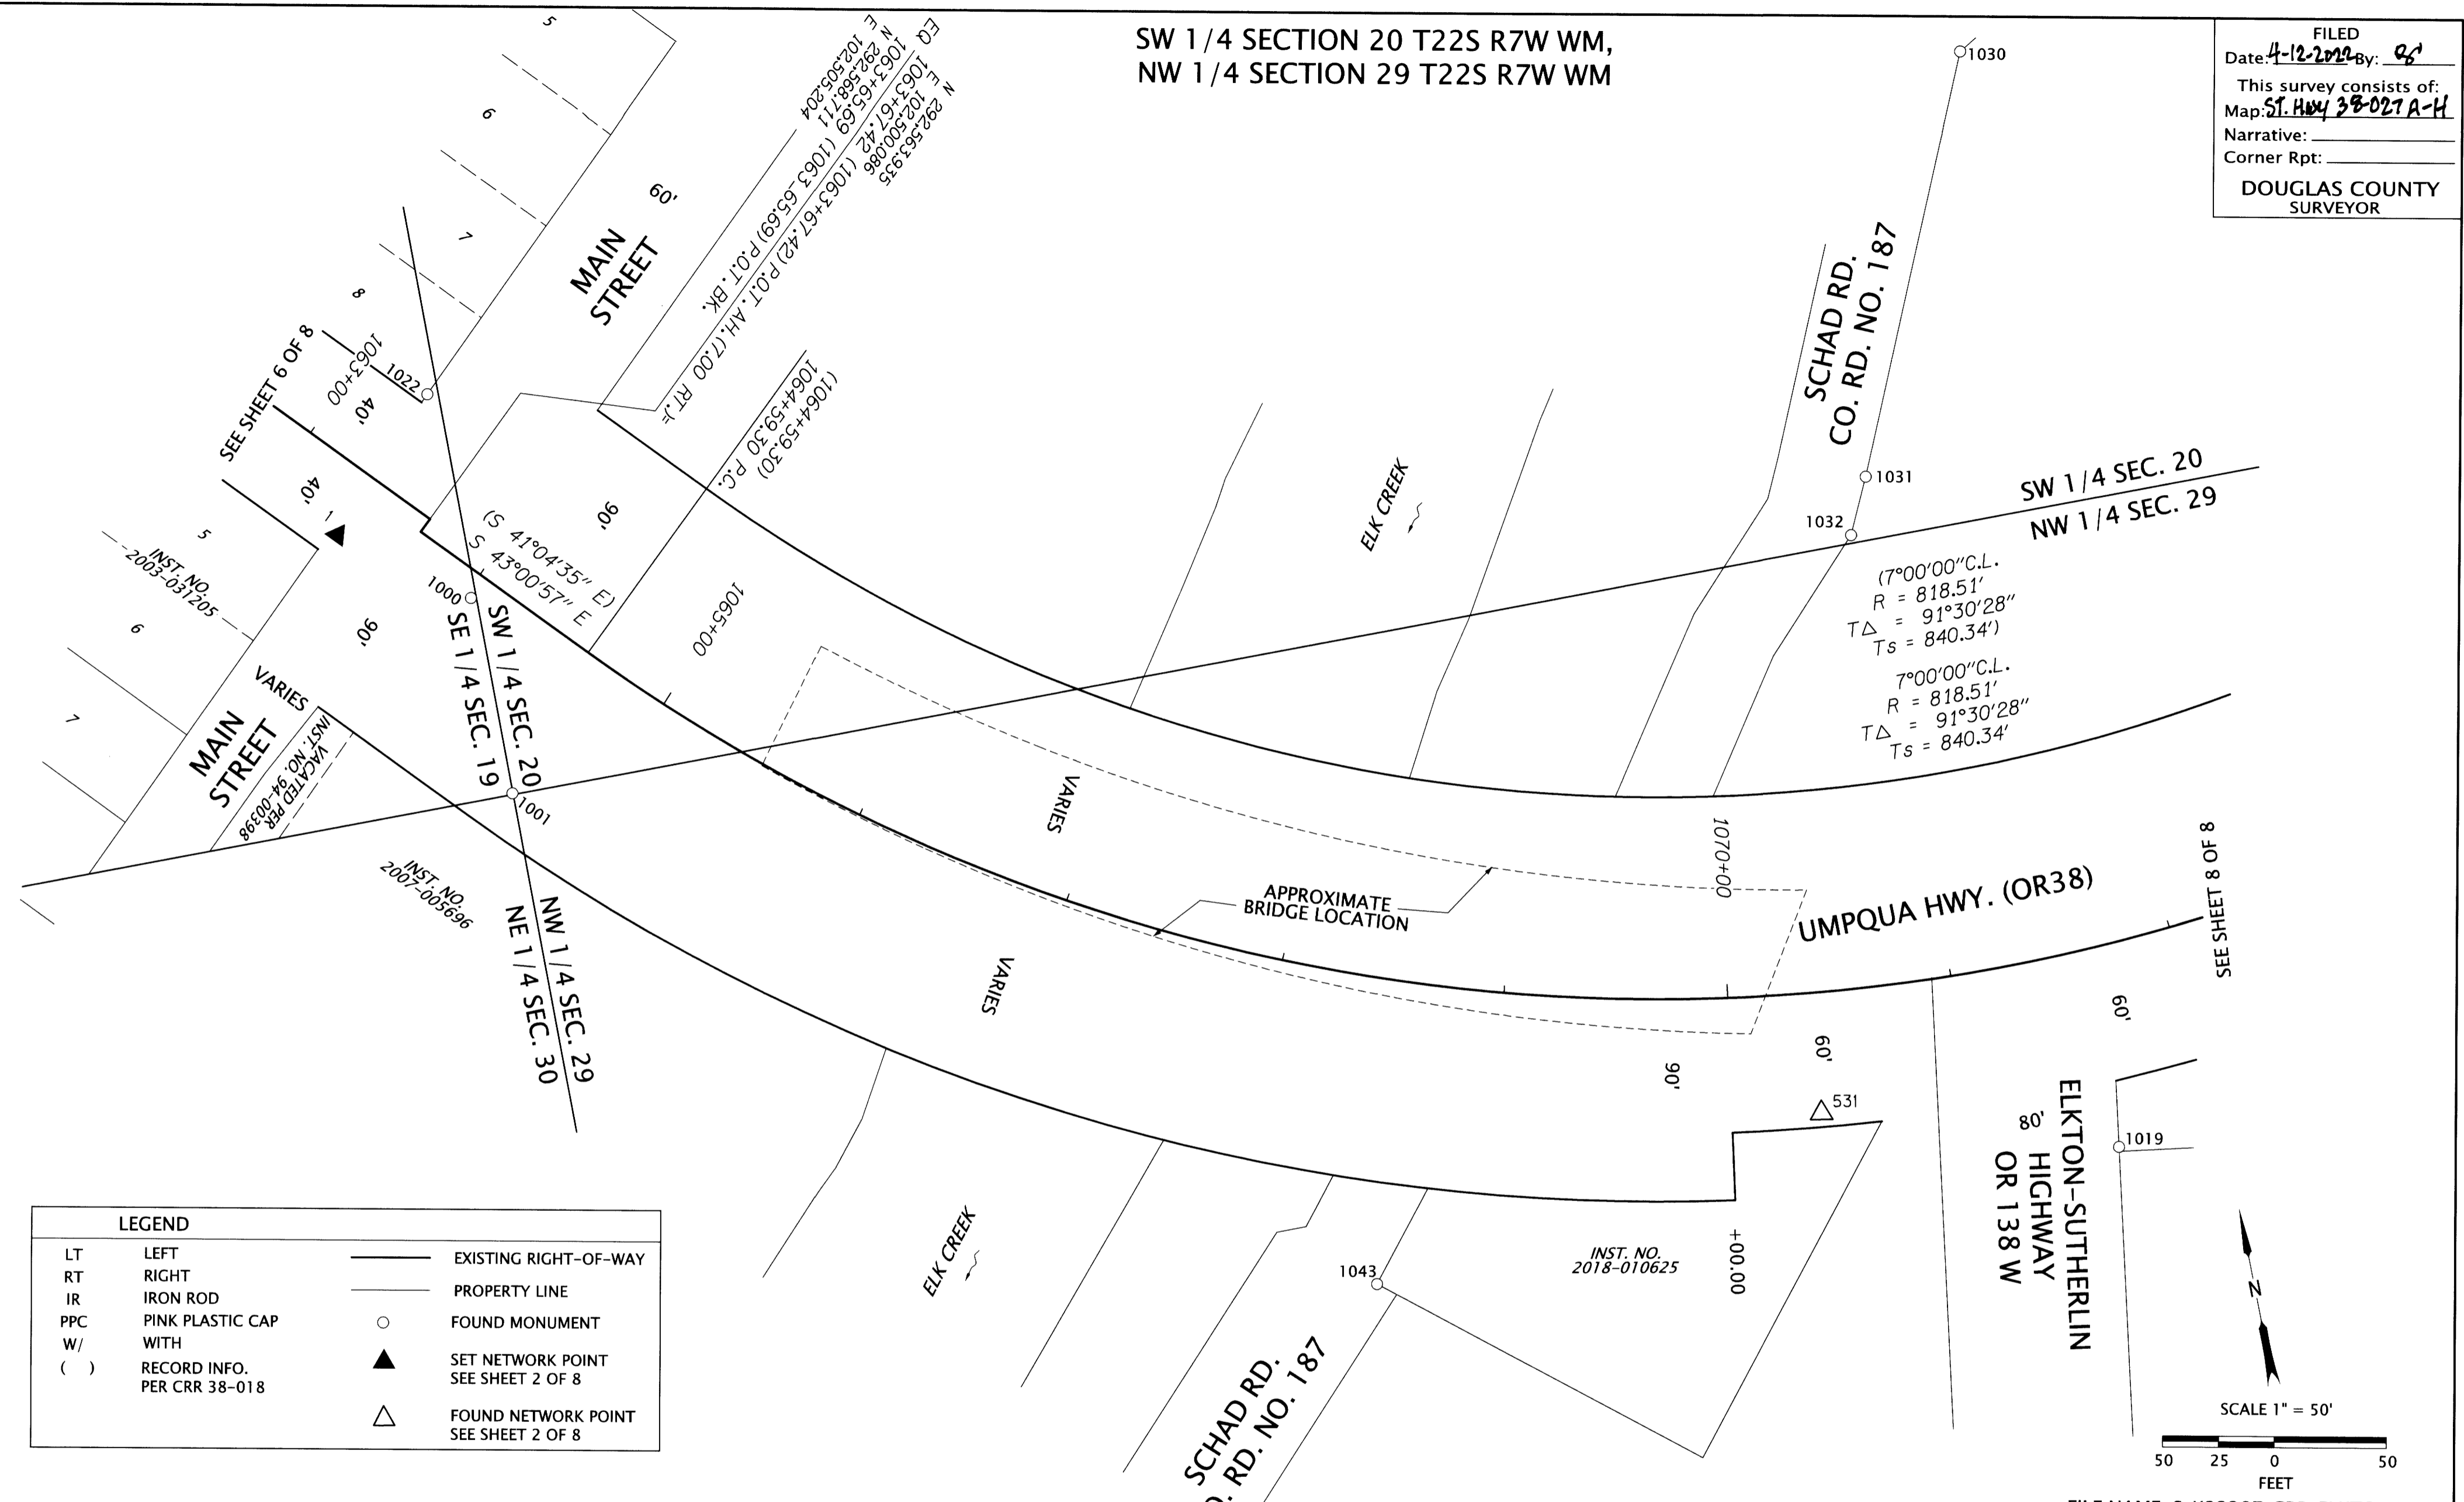 SW 1/4 SECTION 20 T22S R7W WM,
NW 1/4 SECTION 29 T22S R7W WM
FILED
Date: 4-12-2022 By:
This survey consists of:
Map: ST. Hwy 38-027 A-H
Narrative:
Corner Rpt:
DOUGLAS COUNTY
SURVEYOR
5
6
7
8
60'
MAIN
STREET
E 102,505.204
N 292,568.711
1063+65.69 (1063_65.69) P.O.T. BK.
EQ
1063+67.42 (1063+67.42) P.O.T. AH.(7.00 RT.)=
E 102,500.086
N 292,563.935
1030
SCHAD RD.
CO. RD. NO. 187
1031
1032
SW 1/4 SEC. 20
NW 1/4 SEC. 29
SEE SHEET 6 OF 8
1063+00
1022
40'
40'
1
(1064+59.30)
1064+59.30 P.C.
90'
(S 41°04'35" E)
S 43°00'57" E
1065+00
ELK CREEK
(7°00'00"C.L.
R = 818.51'
T△ = 91°30'28"
Ts = 840.34')
7°00'00"C.L.
R = 818.51'
T△ = 91°30'28"
Ts = 840.34'
5
INST. NO.
2003-031205
6
7
90'
1000
SW 1/4 SEC. 20
SE 1/4 SEC. 19
VARIES
MAIN
STREET
VACATED PER
INST. NO. 94-00398
1001
INST. NO.
2007-005696
NW 1/4 SEC. 29
NE 1/4 SEC. 30
VARIES
VARIES
APPROXIMATE
BRIDGE LOCATION
1070+00
UMPQUA HWY. (OR38)
SEE SHEET 8 OF 8
60'
60'
90'
531
80'
ELKTON-SUTHERLIN
HIGHWAY
OR 138 W
1019
ELK CREEK
1043
INST. NO.
2018-010625
+00.00
SCHAD RD.
O. RD. NO. 187
LEGEND
LT LEFT
RT RIGHT
IR IRON ROD
PPC PINK PLASTIC CAP
W/ WITH
( ) RECORD INFO.
PER CRR 38-018
EXISTING RIGHT-OF-WAY
PROPERTY LINE
FOUND MONUMENT
SET NETWORK POINT
SEE SHEET 2 OF 8
FOUND NETWORK POINT
SEE SHEET 2 OF 8
N
SCALE 1" = 50'
50 25 0 50
FEET